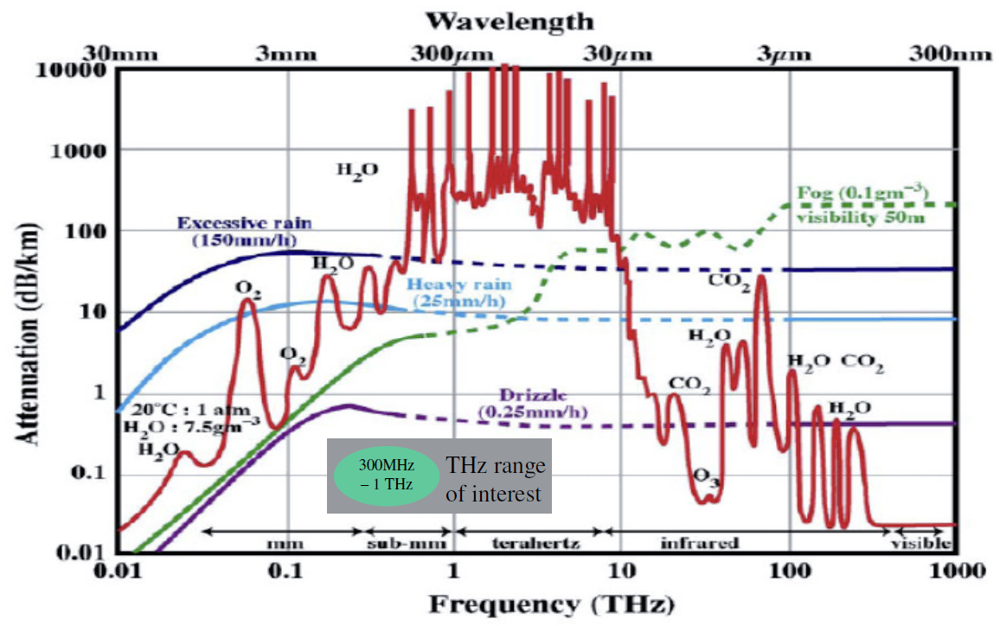 Wavelength
30mm 3mm 300μm 30μm 3μm 300nm
10000
1000
100
10
1
0.1
0.01
Attenuation (dB/km)
H₂O
Excessive rain
(150mm/h)
Fog (0.1gm⁻³)
visibility 50m
H₂O
O₂
Heavy rain
(25mm/h)
CO₂
O₂
H₂O
H₂O CO₂
CO₂
Drizzle
(0.25mm/h)
H₂O
20°C : 1 atm
H₂O : 7.5gm⁻³
H₂O
O₃
300MHz
– 1 THz
THz range
of interest
mm sub-mm terahertz infrared visible
0.01 0.1 1 10 100 1000
Frequency (THz)